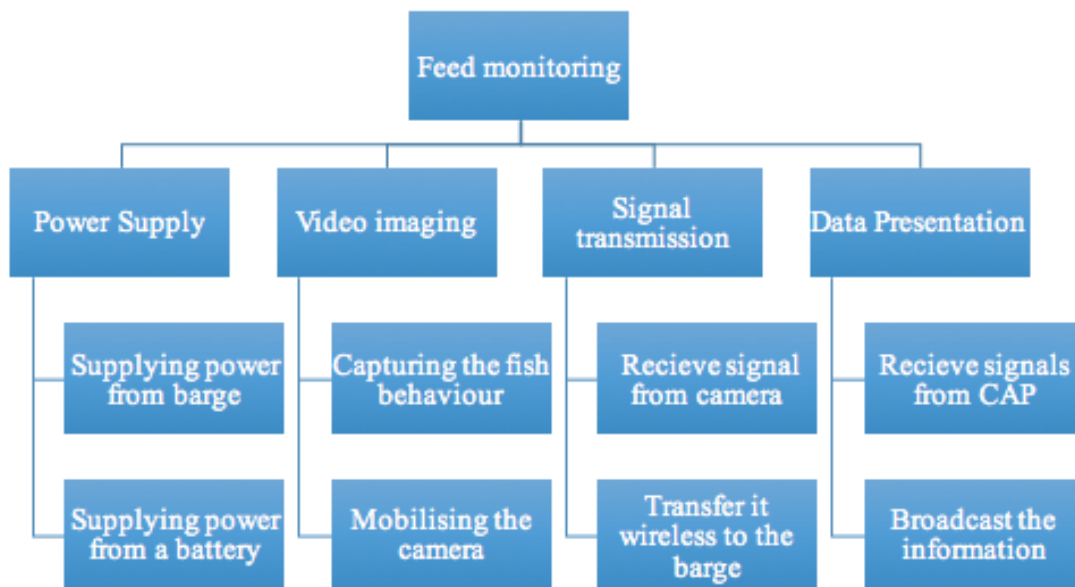 Feed monitoring
Power Supply
Video imaging
Signal
transmission
Data Presentation
Supplying power
from barge
Capturing the fish
behaviour
Recieve signal
from camera
Recieve signals
from CAP
Supplying power
from a battery
Mobilising the
camera
Transfer it
wireless to the
barge
Broadcast the
information